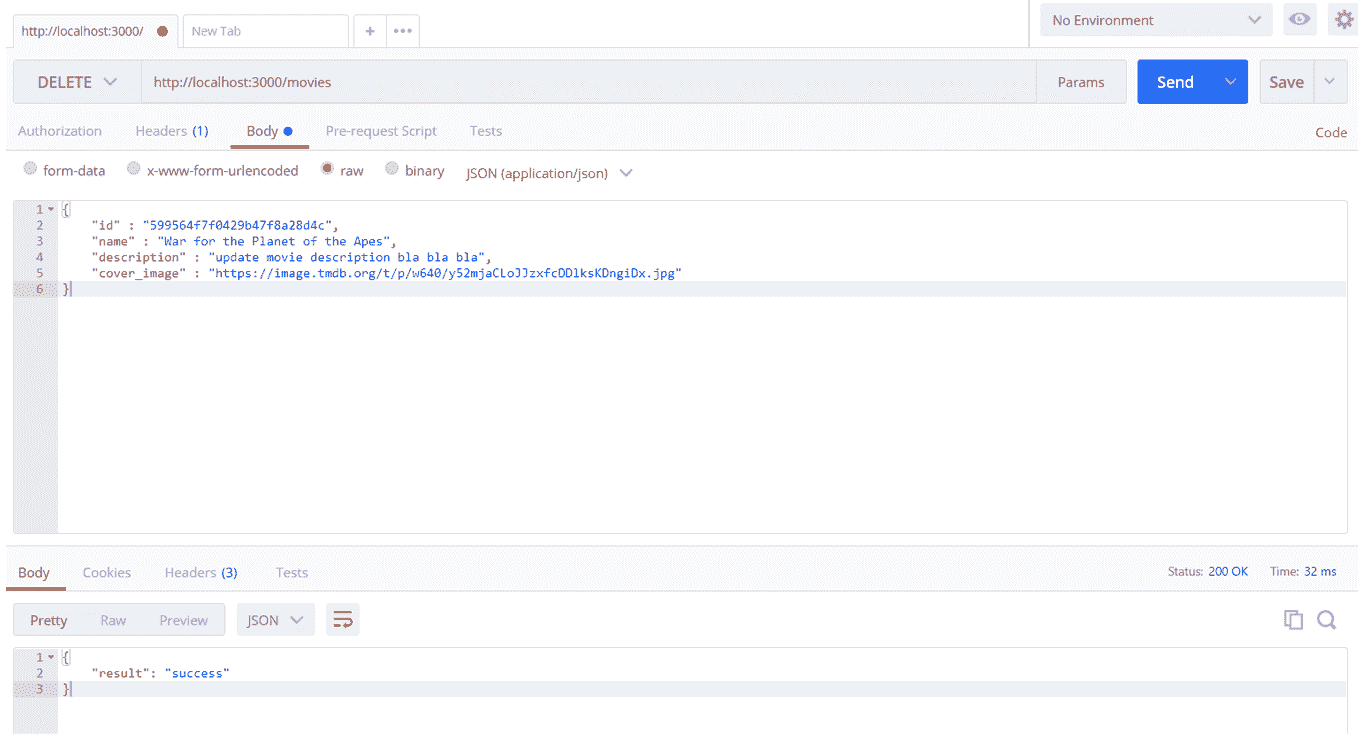 http://localhost:3000/ New Tab + ••• No Environment
DELETE http://localhost:3000/movies Params Send Save
Authorization Headers (1) Body Pre-request Script Tests Code
form-data x-www-form-urlencoded raw binary JSON (application/json)
1 {
2 "id" : "599564f7f0429b47f8a28d4c",
3 "name" : "War for the Planet of the Apes",
4 "description" : "update movie description bla bla bla",
5 "cover_image" : "https://image.tmdb.org/t/p/w640/y52mjaCLoJJzxfcDDlksKDngiDx.jpg"
6 }
Body Cookies Headers (3) Tests Status: 200 OK Time: 32 ms
Pretty Raw Preview JSON
1 {
2 "result": "success"
3 }